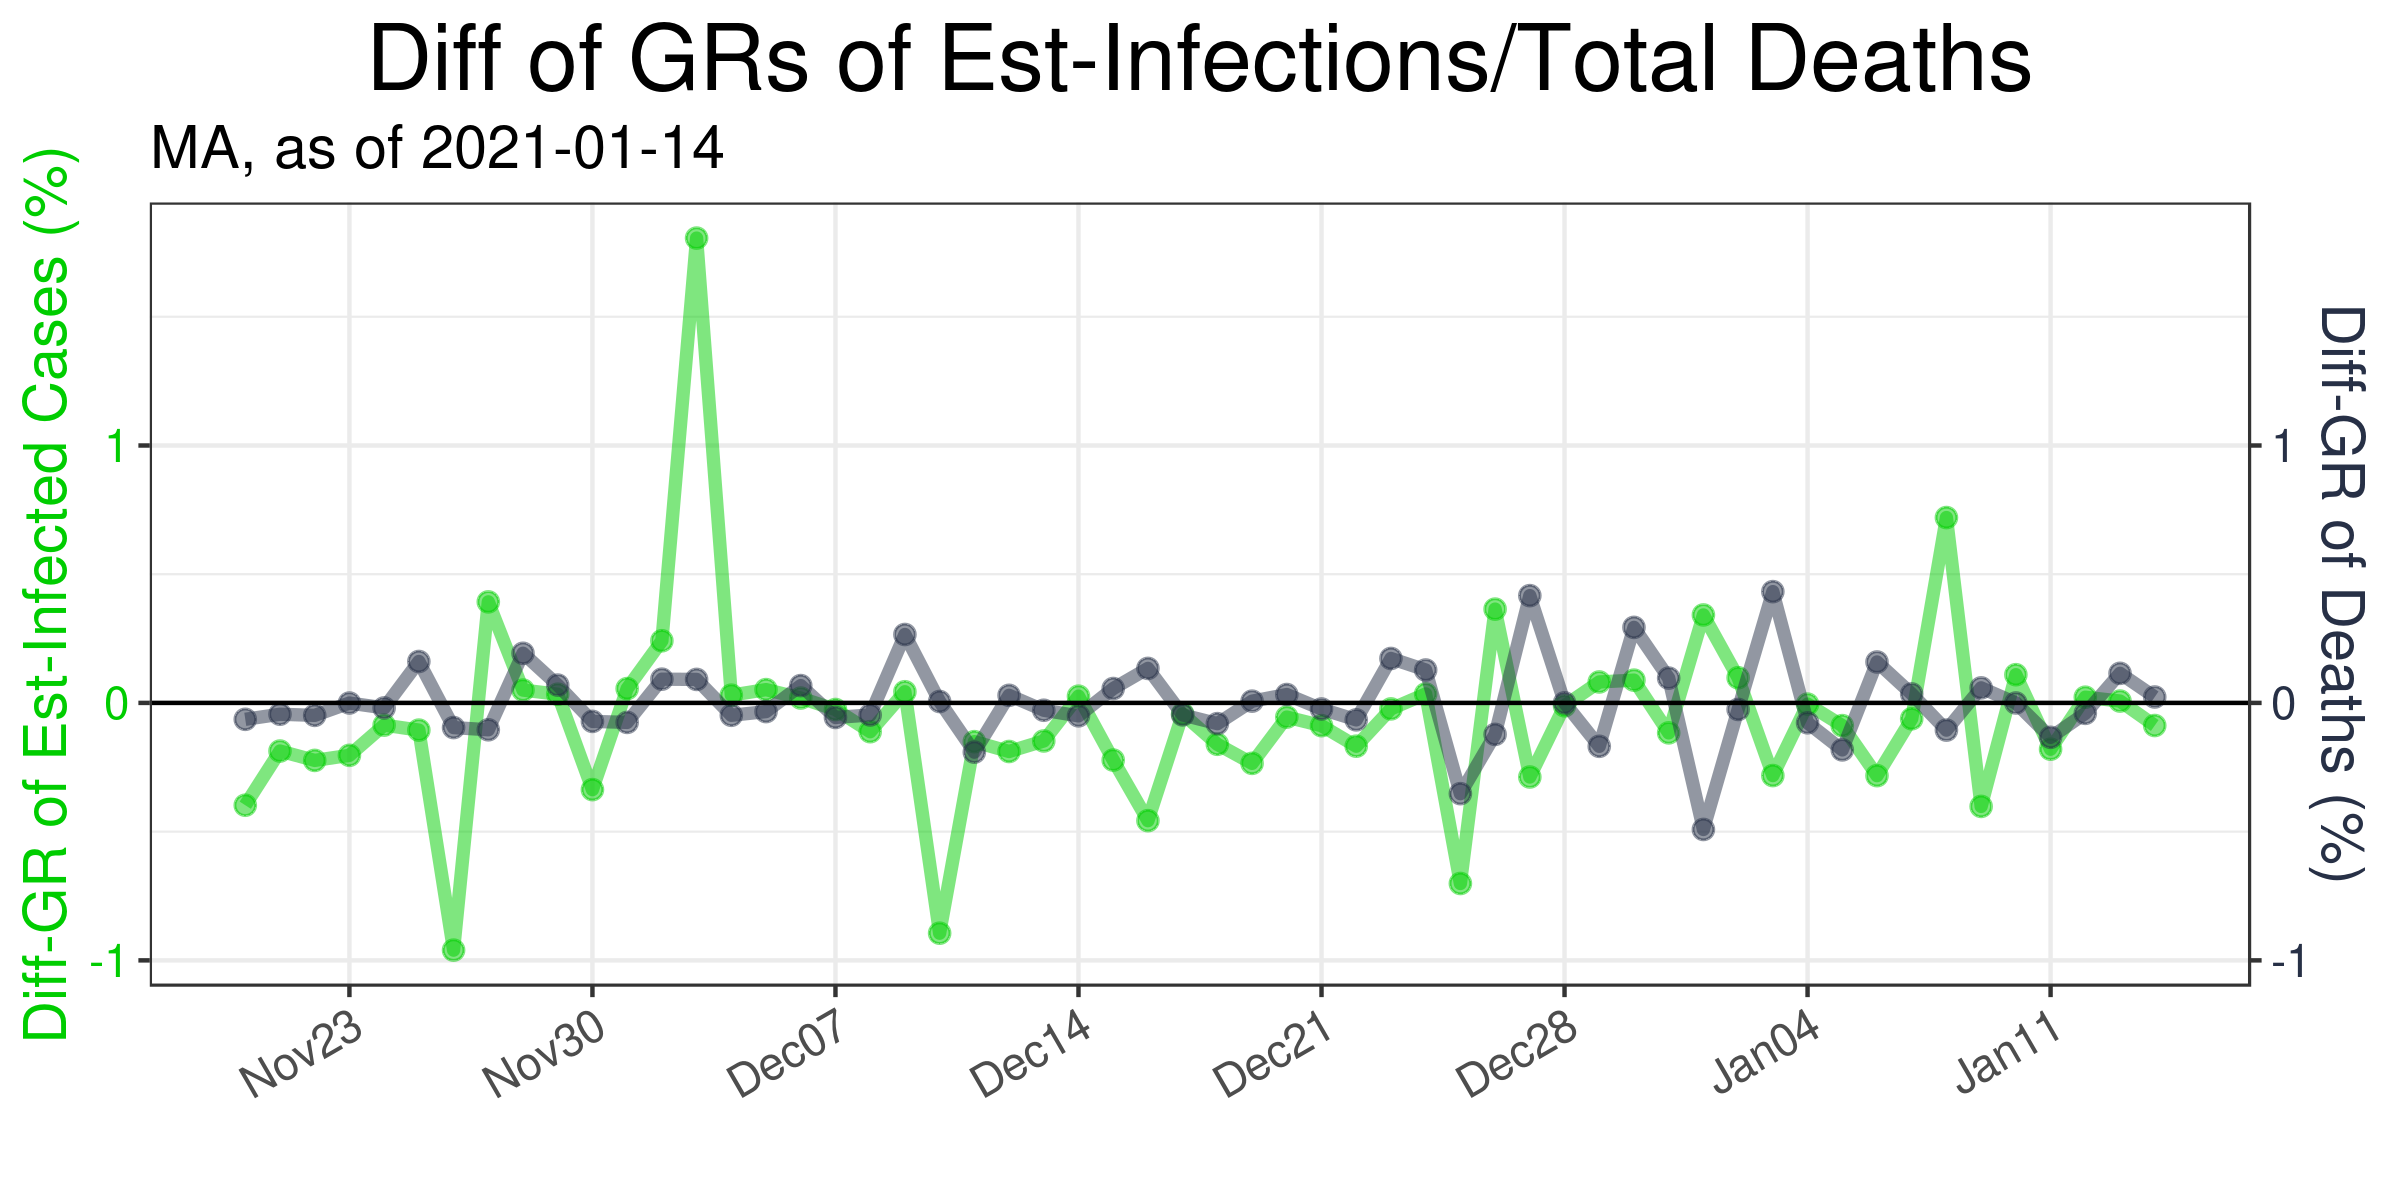 Diff of GRs of Est-Infections/Total Deaths
MA, as of 2021-01-14
Diff-GR of Est-Infected Cases (%)
1
0
-1
1
0
-1
Diff-GR of Deaths (%)
Nov23
Nov30
Dec07
Dec14
Dec21
Dec28
Jan04
Jan11